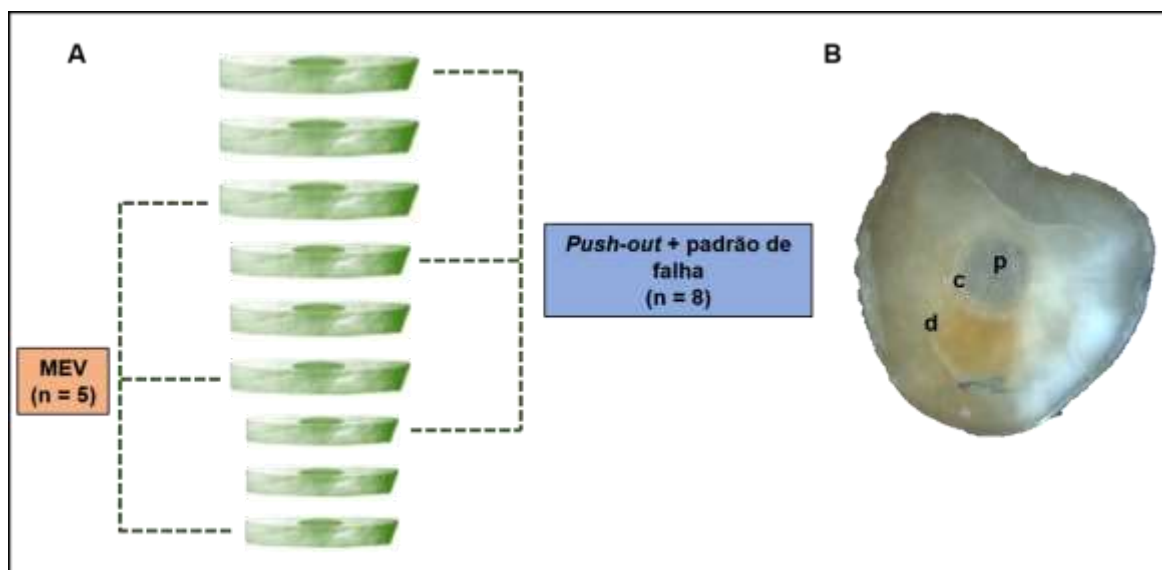 A
B
Push-out + padrão de
falha
(n = 8)
MEV
(n = 5)
p
c
d